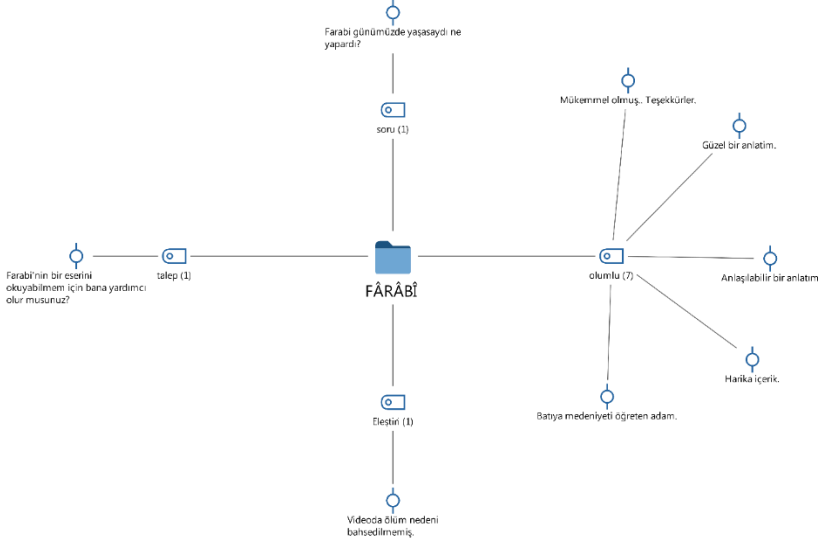 Farabi günümüzde yaşasaydı ne
yapardı?
soru (1)
Mükemmel olmuş.. Teşekkürler.
Güzel bir anlatim.
FÂRÂBÎ
talep (1)
Farabi'nin bir eserini
okuyabilmem için bana yardımcı
olur musunuz?
olumlu (7)
Anlaşılabilir bir anlatım
Harika içerik.
Batıya medeniyeti öğreten adam.
Eleştiri (1)
Videoda ölüm nedeni
bahsedilmemiş.